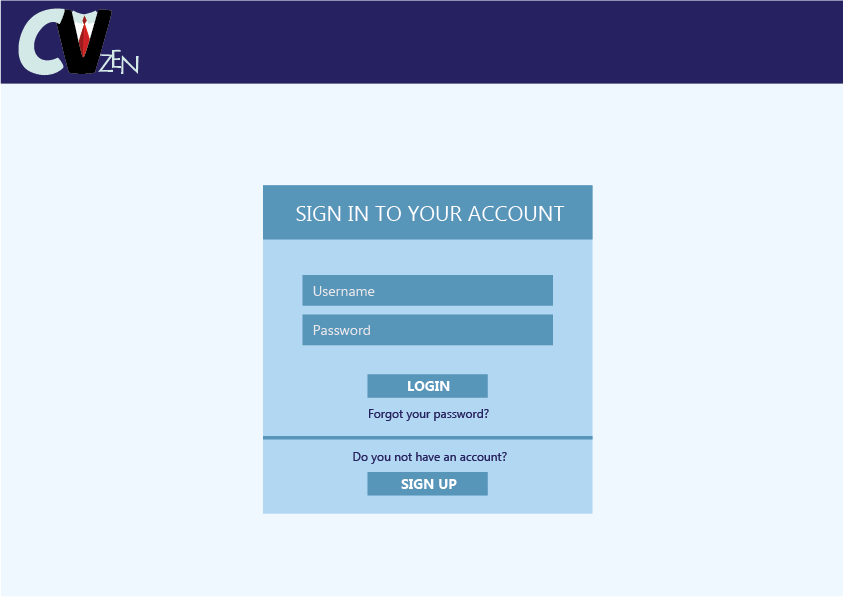 CV ZEN
SIGN IN TO YOUR ACCOUNT
Username
Password
LOGIN
Forgot your password?
Do you not have an account?
SIGN UP